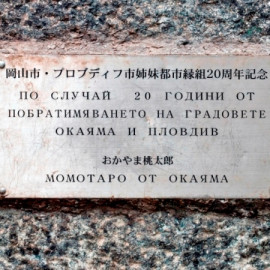 岡山市・プロブディフ市姉妹都市縁組20周年記念
ПО СЛУЧАЙ 20 ГОДИНИ ОТ
ПОБРАТИМЯВАНЕТО НА ГРАДОВЕТЕ
ОКАЯМА И ПЛОВДИВ
おかやま桃太郎
МОМОТАРО ОТ ОКАЯМА